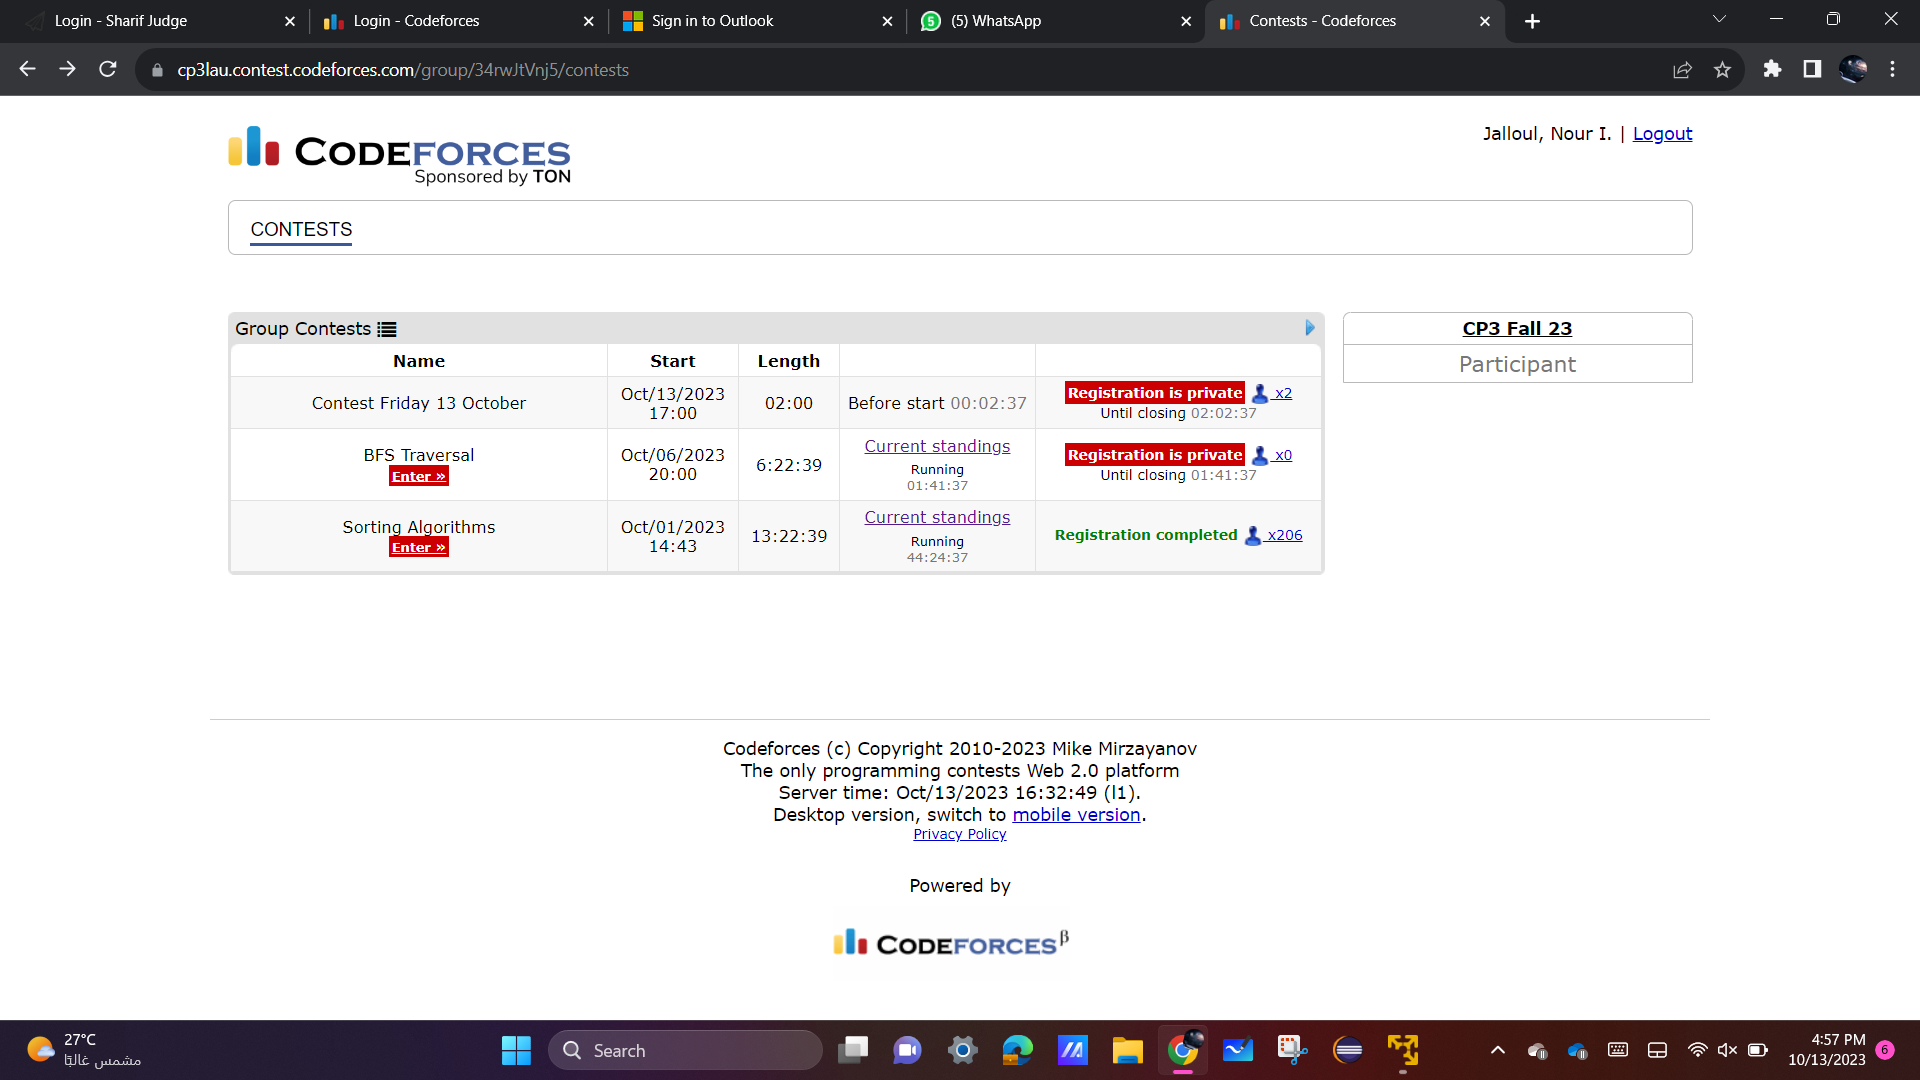 Login - Sharif Judge
Login - Codeforces
Sign in to Outlook
(5) WhatsApp
Contests - Codeforces
cp3lau.contest.codeforces.com/group/34rwJtVnj5/contests
CODEFORCES
Sponsored by TON
Jalloul, Nour I. | Logout
CONTESTS
Group Contests
Name Start Length
Contest Friday 13 October
Oct/13/2023
17:00
02:00
Before start 00:02:37
Registration is private x2
Until closing 02:02:37
BFS Traversal
Enter »
Oct/06/2023
20:00
6:22:39
Current standings
Running
01:41:37
Registration is private x0
Until closing 01:41:37
Sorting Algorithms
Enter »
Oct/01/2023
14:43
13:22:39
Current standings
Running
44:24:37
Registration completed x206
CP3 Fall 23
Participant
Codeforces (c) Copyright 2010-2023 Mike Mirzayanov
The only programming contests Web 2.0 platform
Server time: Oct/13/2023 16:32:49 (l1).
Desktop version, switch to mobile version.
Privacy Policy
Powered by
CODEFORCES β
27°C
مشمس غالبًا
Search
4:57 PM
10/13/2023
6